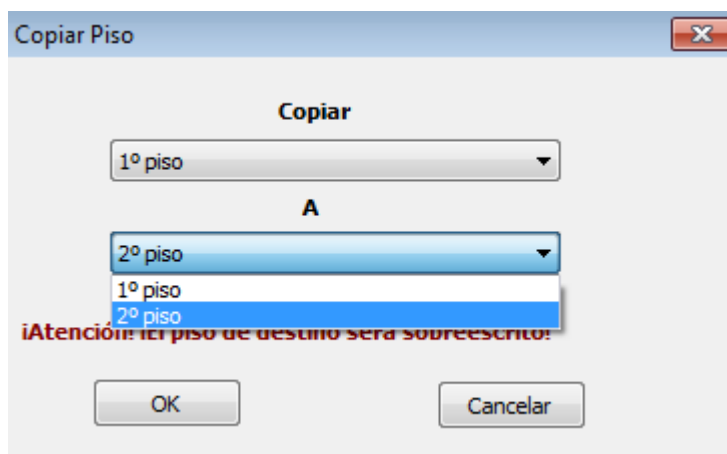 Copiar Piso
Copiar
1º piso
A
2º piso
1º piso
2º piso
¡Atención! ¡El piso de destino será sobreescrito!
OK
Cancelar